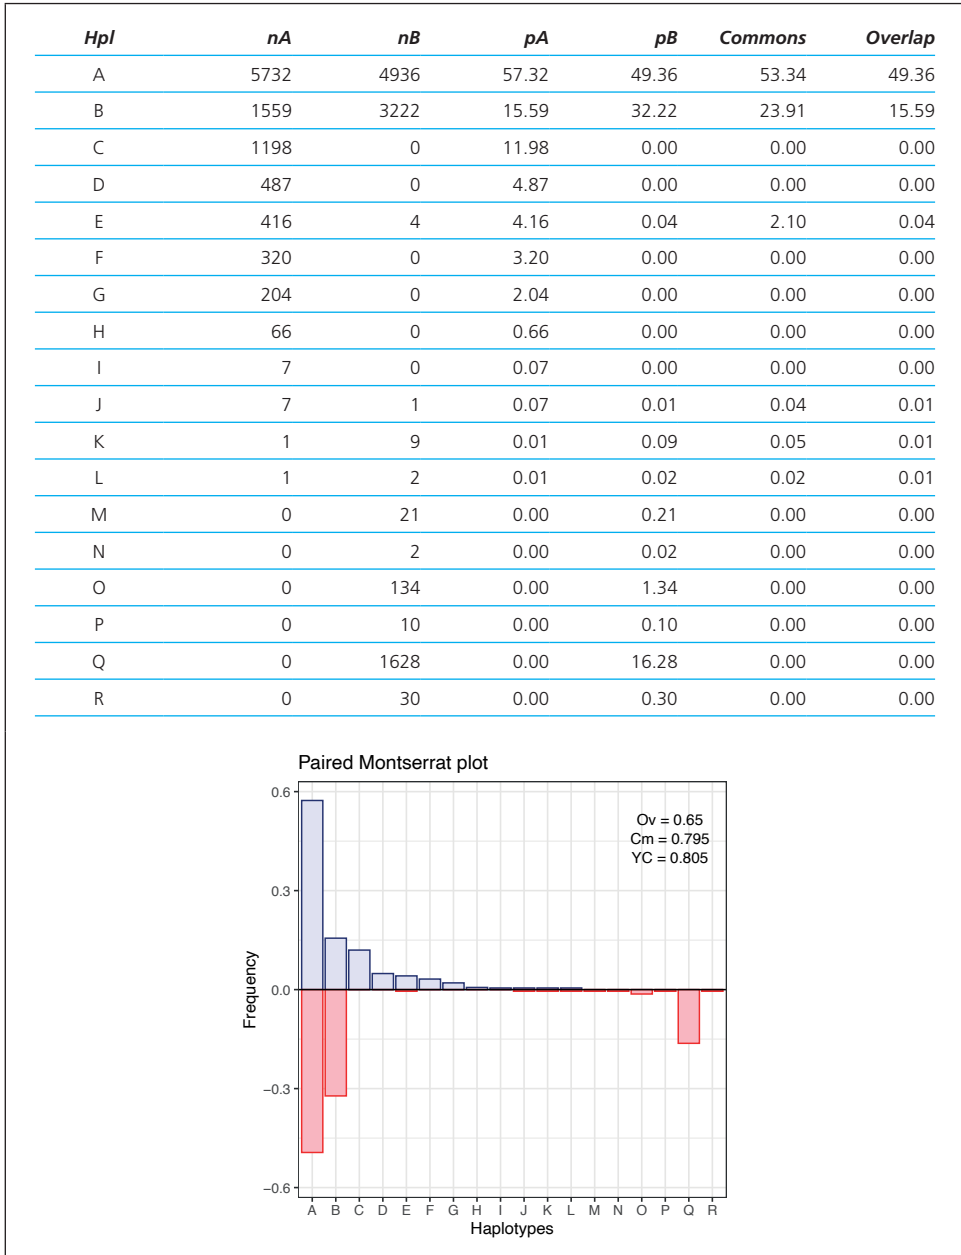 Hpl nA nB pA pB Commons Overlap
A 5732 4936 57.32 49.36 53.34 49.36
B 1559 3222 15.59 32.22 23.91 15.59
C 1198 0 11.98 0.00 0.00 0.00
D 487 0 4.87 0.00 0.00 0.00
E 416 4 4.16 0.04 2.10 0.04
F 320 0 3.20 0.00 0.00 0.00
G 204 0 2.04 0.00 0.00 0.00
H 66 0 0.66 0.00 0.00 0.00
I 7 0 0.07 0.00 0.00 0.00
J 7 1 0.07 0.01 0.04 0.01
K 1 9 0.01 0.09 0.05 0.01
L 1 2 0.01 0.02 0.02 0.01
M 0 21 0.00 0.21 0.00 0.00
N 0 2 0.00 0.02 0.00 0.00
O 0 134 0.00 1.34 0.00 0.00
P 0 10 0.00 0.10 0.00 0.00
Q 0 1628 0.00 16.28 0.00 0.00
R 0 30 0.00 0.30 0.00 0.00
Paired Montserrat plot
0.6
Ov = 0.65
Cm = 0.795
YC = 0.805
0.3
0.0
−0.3
−0.6
Frequency
A B C D E F G H I J K L M N O P Q R
Haplotypes